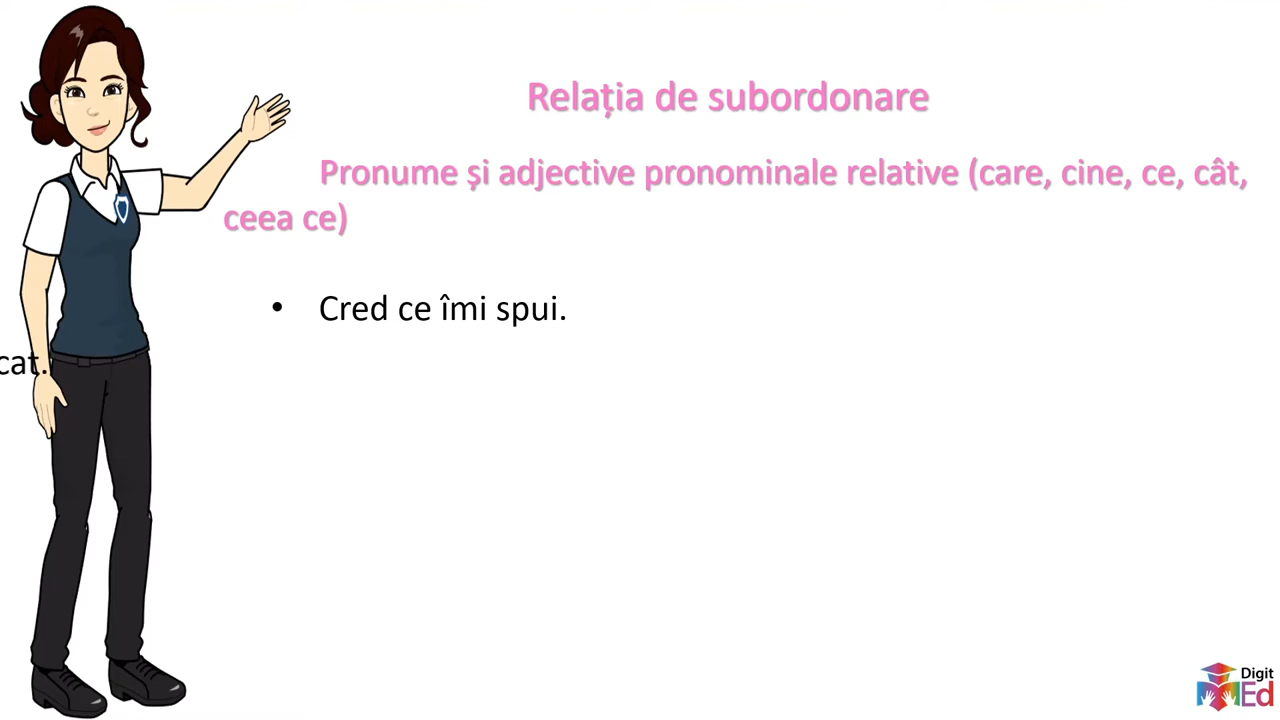 Relația de subordonare
Pronume și adjective pronominale relative (care, cine, ce, cât,
ceea ce)
• Cred ce îmi spui.
cat.
Digit
Ed